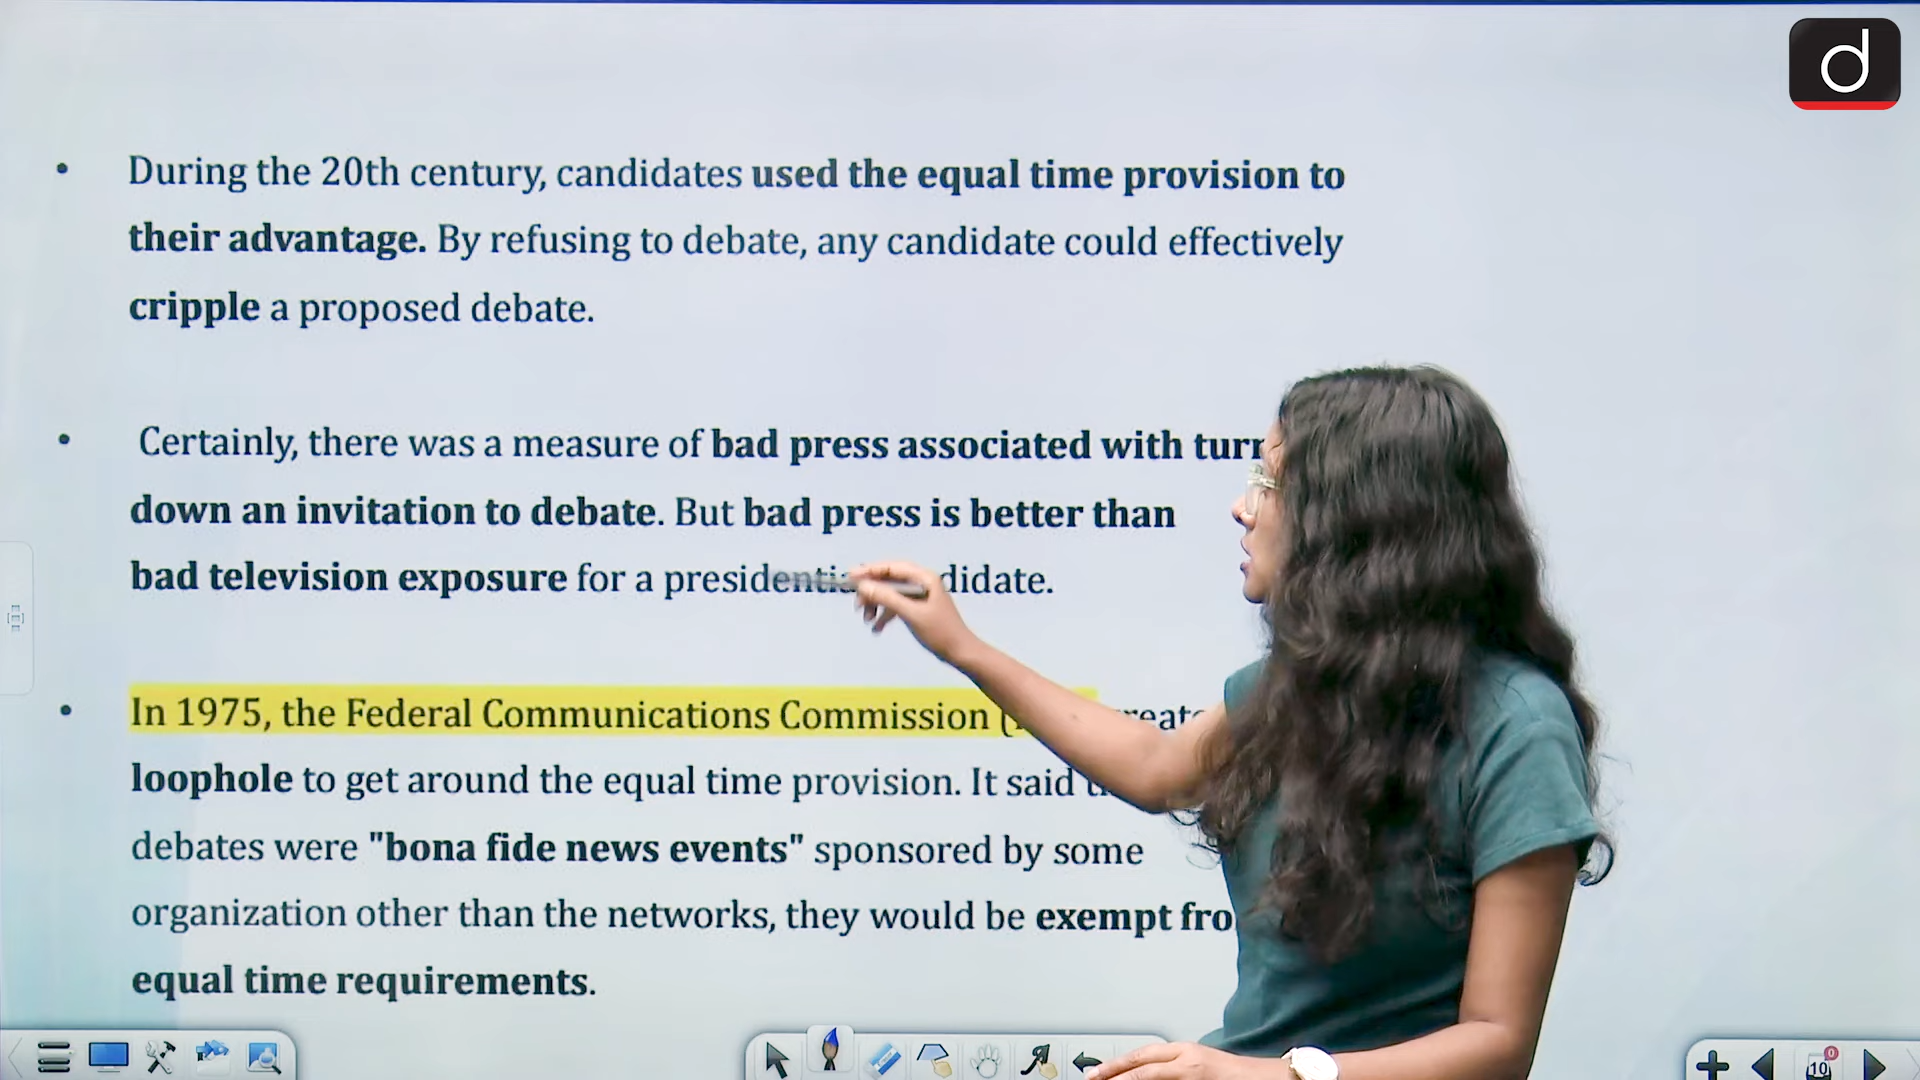 d
• During the 20th century, candidates used the equal time provision to
their advantage. By refusing to debate, any candidate could effectively
cripple a proposed debate.
• Certainly, there was a measure of bad press associated with
down an invitation to debate. But bad press is better than
bad television exposure for a
• In 1975, the Federal Communications Commission
loophole to get around the equal time provision. It said
debates were "bona fide news events" sponsored by some
organization other than the networks, they would be exempt
equal time requirements.
10
0